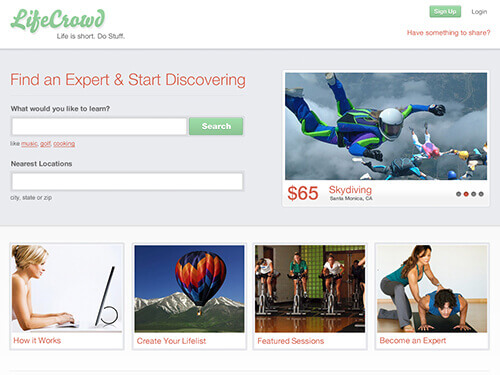 LifeCrowd
Life is short. Do Stuff.
Sign Up
Login
Have something to share?
Find an Expert & Start Discovering
What would you like to learn?
Search
like music, golf, cooking
Nearest Locations
city, state or zip
$65
Skydiving
Santa Monica, CA
How it Works
Create Your Lifelist
Featured Sessions
Become an Expert